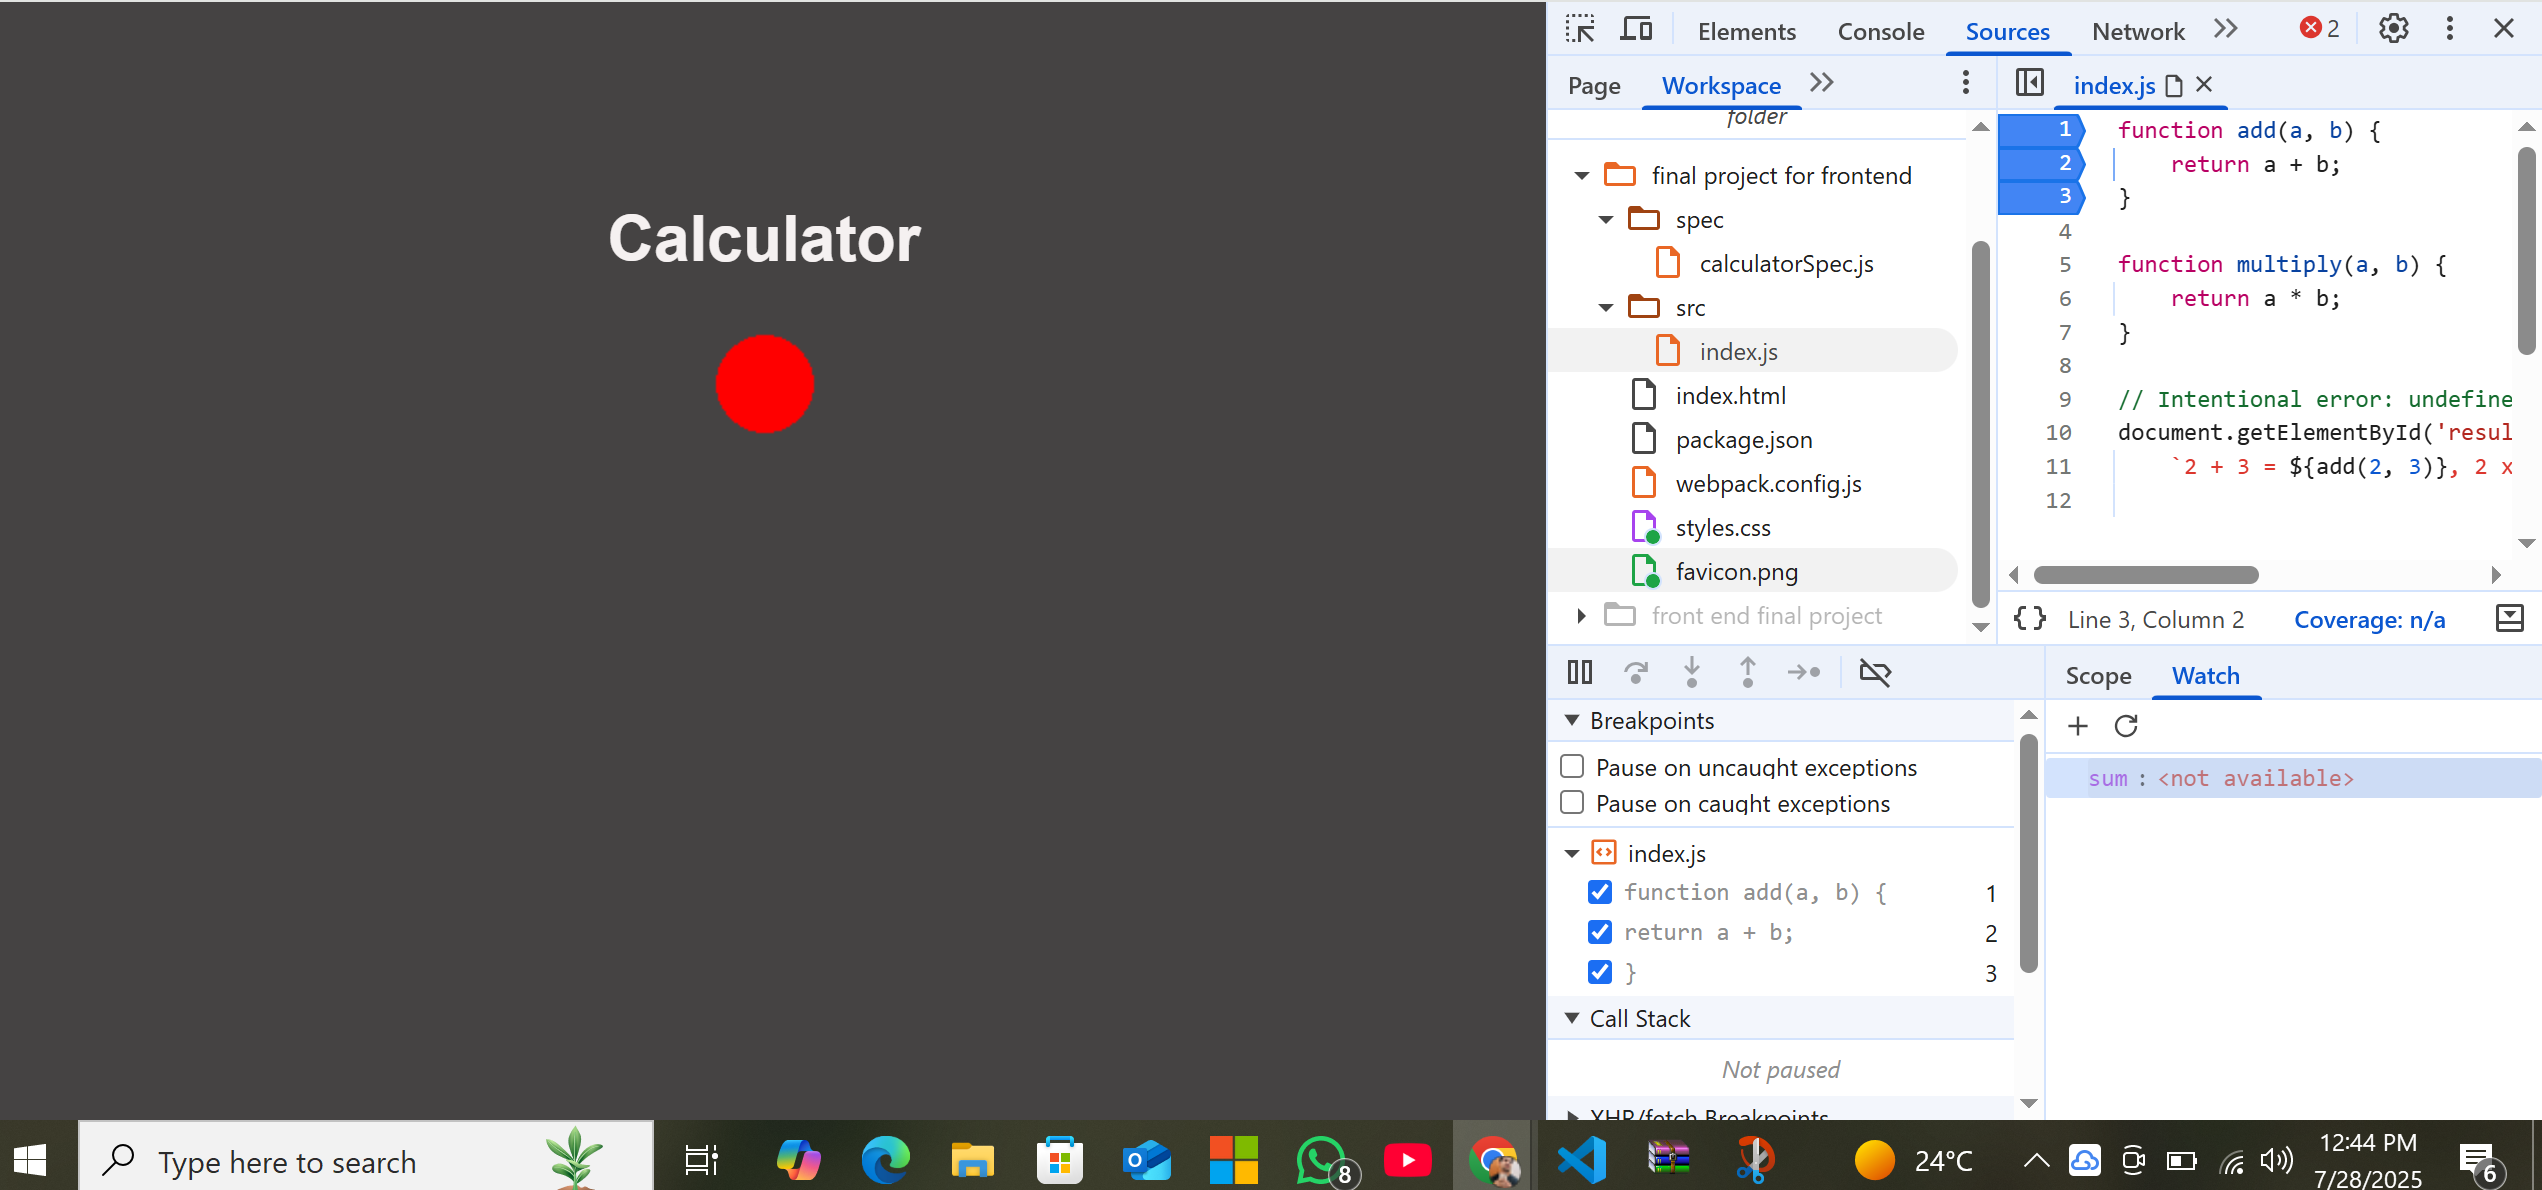 Calculator
Elements Console Sources Network 2
Page Workspace
index.js
folder
final project for frontend
spec
calculatorSpec.js
src
index.js
index.html
package.json
webpack.config.js
styles.css
favicon.png
front end final project
1 function add(a, b) {
2 return a + b;
3 }
4
5 function multiply(a, b) {
6 return a * b;
7 }
8
9 // Intentional error: undefine
10 document.getElementById('resul
11 `2 + 3 = ${add(2, 3)}, 2 x
12
{} Line 3, Column 2 Coverage: n/a
Breakpoints
Pause on uncaught exceptions
Pause on caught exceptions
index.js
function add(a, b) { 1
return a + b; 2
} 3
Call Stack
Not paused
XHR/fetch Breakpoints
Scope Watch
sum : <not available>
Type here to search
8
24°C
12:44 PM
7/28/2025
6